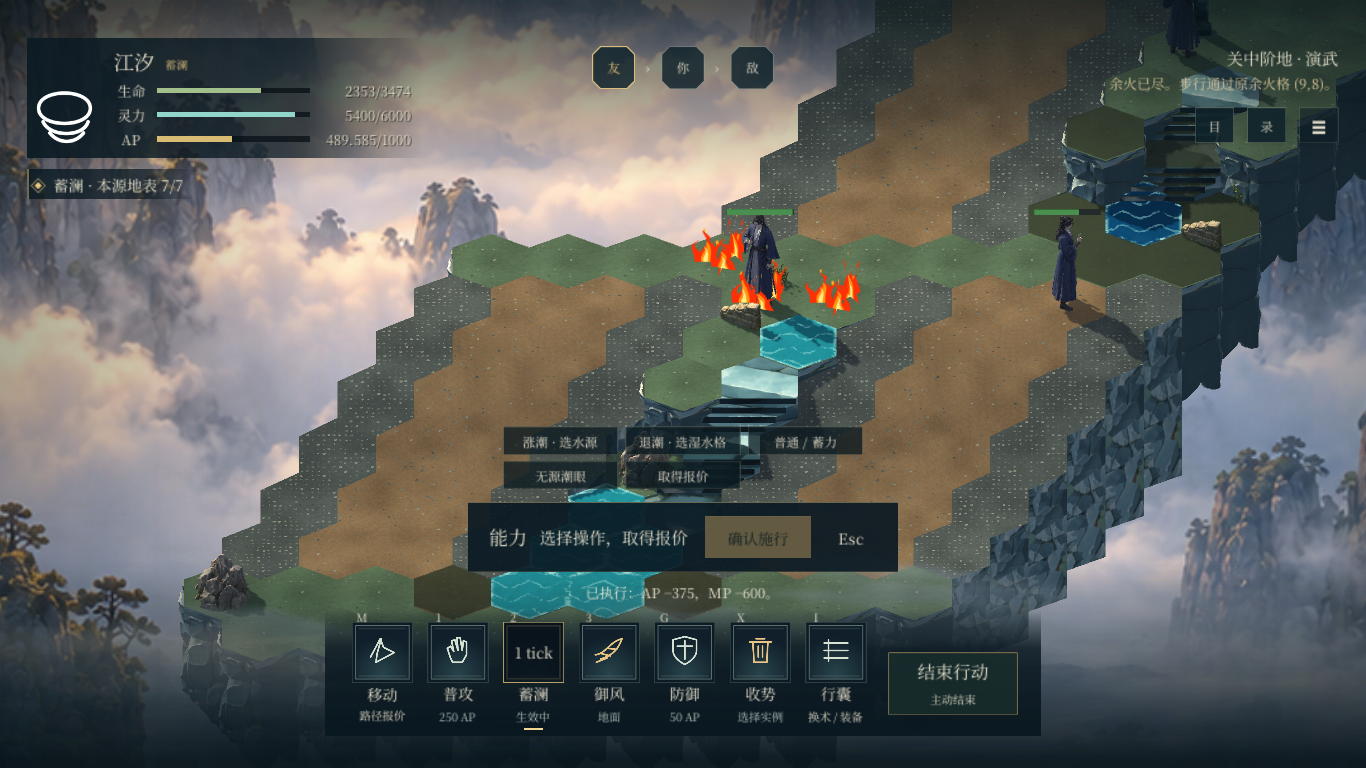 江汐 蓄澜
生命 2353/3474
灵力 5400/6000
AP 489.585/1000
蓄澜 · 本源地表 7/7
友 › 你 › 敌
关中阶地 · 演武
余火已尽。步行通过原余火格 (9,8)。
目 录
涨潮 · 选水源 退潮 · 选湿水格 普通 / 蓄力
无源潮眼 取得报价
能力 选择操作，取得报价 确认施行 Esc
已执行：AP −375，MP −600。
M 1 2 3 G X I
1 tick
移动 普攻 蓄澜 御风 防御 收势 行囊
路径报价 250 AP 生效中 地面 50 AP 选择实例 换术 / 装备
结束行动
主动结束